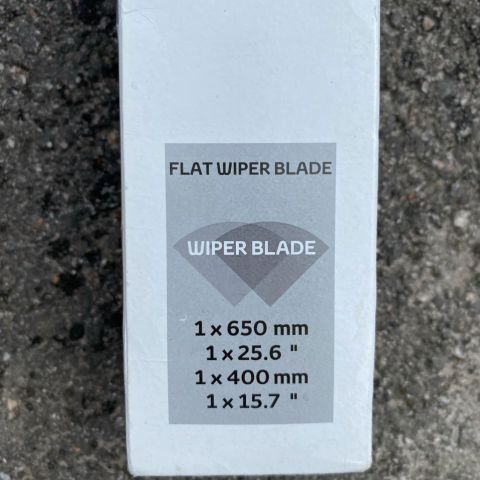 FLAT WIPER BLADE
WIPER BLADE
1 x 650 mm
1 x 25.6 "
1 x 400 mm
1 x 15.7 "